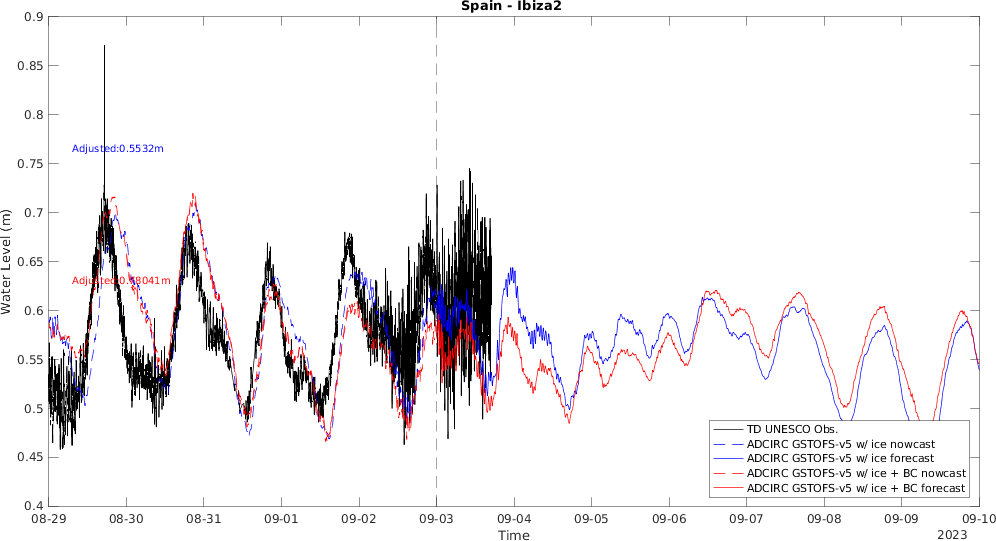 Spain - Ibiza2
0.9
0.85
0.8
0.75
0.7
0.65
0.6
0.55
0.5
0.45
0.4
Water Level (m)
Adjusted:0.5532m
08-29
08-30
08-31
09-01
09-02
09-03
09-04
09-05
09-06
09-07
09-08
09-09
09-10
Time
2023
TD UNESCO Obs.
ADCIRC GSTOFS-v5 w/ ice nowcast
ADCIRC GSTOFS-v5 w/ ice forecast
ADCIRC GSTOFS-v5 w/ ice + BC nowcast
ADCIRC GSTOFS-v5 w/ ice + BC forecast